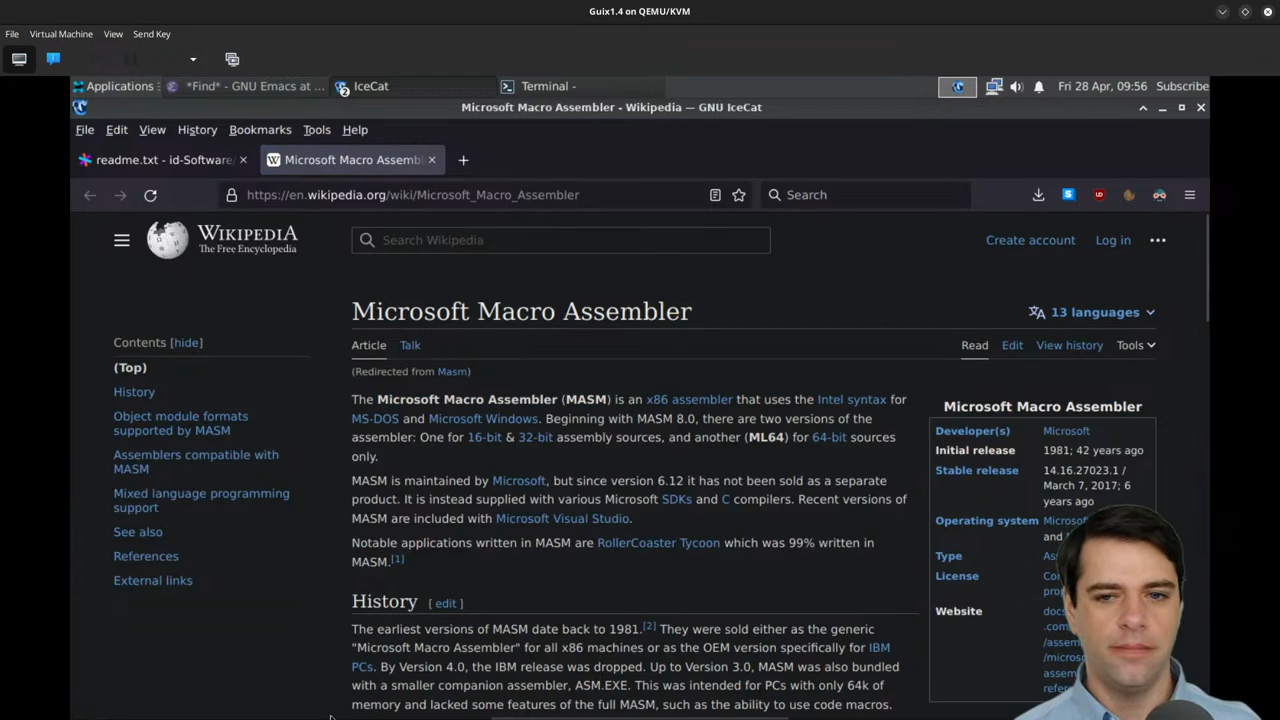 Guix1.4 on QEMU/KVM
File Virtual Machine View Send Key
Applications *Find* - GNU Emacs at ... IceCat Terminal - Fri 28 Apr, 09:56 Subscribe
2
Microsoft Macro Assembler - Wikipedia — GNU IceCat
File Edit View History Bookmarks Tools Help
readme.txt - id-Software/ Microsoft Macro Assembl
https://en.wikipedia.org/wiki/Microsoft_Macro_Assembler Search
WIKIPEDIA
The Free Encyclopedia
Search Wikipedia
Create account Log in
Microsoft Macro Assembler
13 languages
Contents [hide]
(Top)
History
Object module formats
supported by MASM
Assemblers compatible with
MASM
Mixed language programming
support
See also
References
External links
Article Talk Read Edit View history Tools
(Redirected from Masm)
The Microsoft Macro Assembler (MASM) is an x86 assembler that uses the Intel syntax for
MS-DOS and Microsoft Windows. Beginning with MASM 8.0, there are two versions of the
assembler: One for 16-bit & 32-bit assembly sources, and another (ML64) for 64-bit sources
only.
MASM is maintained by Microsoft, but since version 6.12 it has not been sold as a separate
product. It is instead supplied with various Microsoft SDKs and C compilers. Recent versions of
MASM are included with Microsoft Visual Studio.
Notable applications written in MASM are RollerCoaster Tycoon which was 99% written in
MASM.[1]
History [ edit ]
The earliest versions of MASM date back to 1981.[2] They were sold either as the generic
"Microsoft Macro Assembler" for all x86 machines or as the OEM version specifically for IBM
PCs. By Version 4.0, the IBM release was dropped. Up to Version 3.0, MASM was also bundled
with a smaller companion assembler, ASM.EXE. This was intended for PCs with only 64k of
memory and lacked some features of the full MASM, such as the ability to use code macros.
Microsoft Macro Assembler
Developer(s) Microsoft
Initial release 1981; 42 years ago
Stable release 14.16.27023.1 /
March 7, 2017; 6
years ago
Operating system Microsof
and
Type As
License Co
prop
Website docs
.com
/assem
/micros
assem
refer